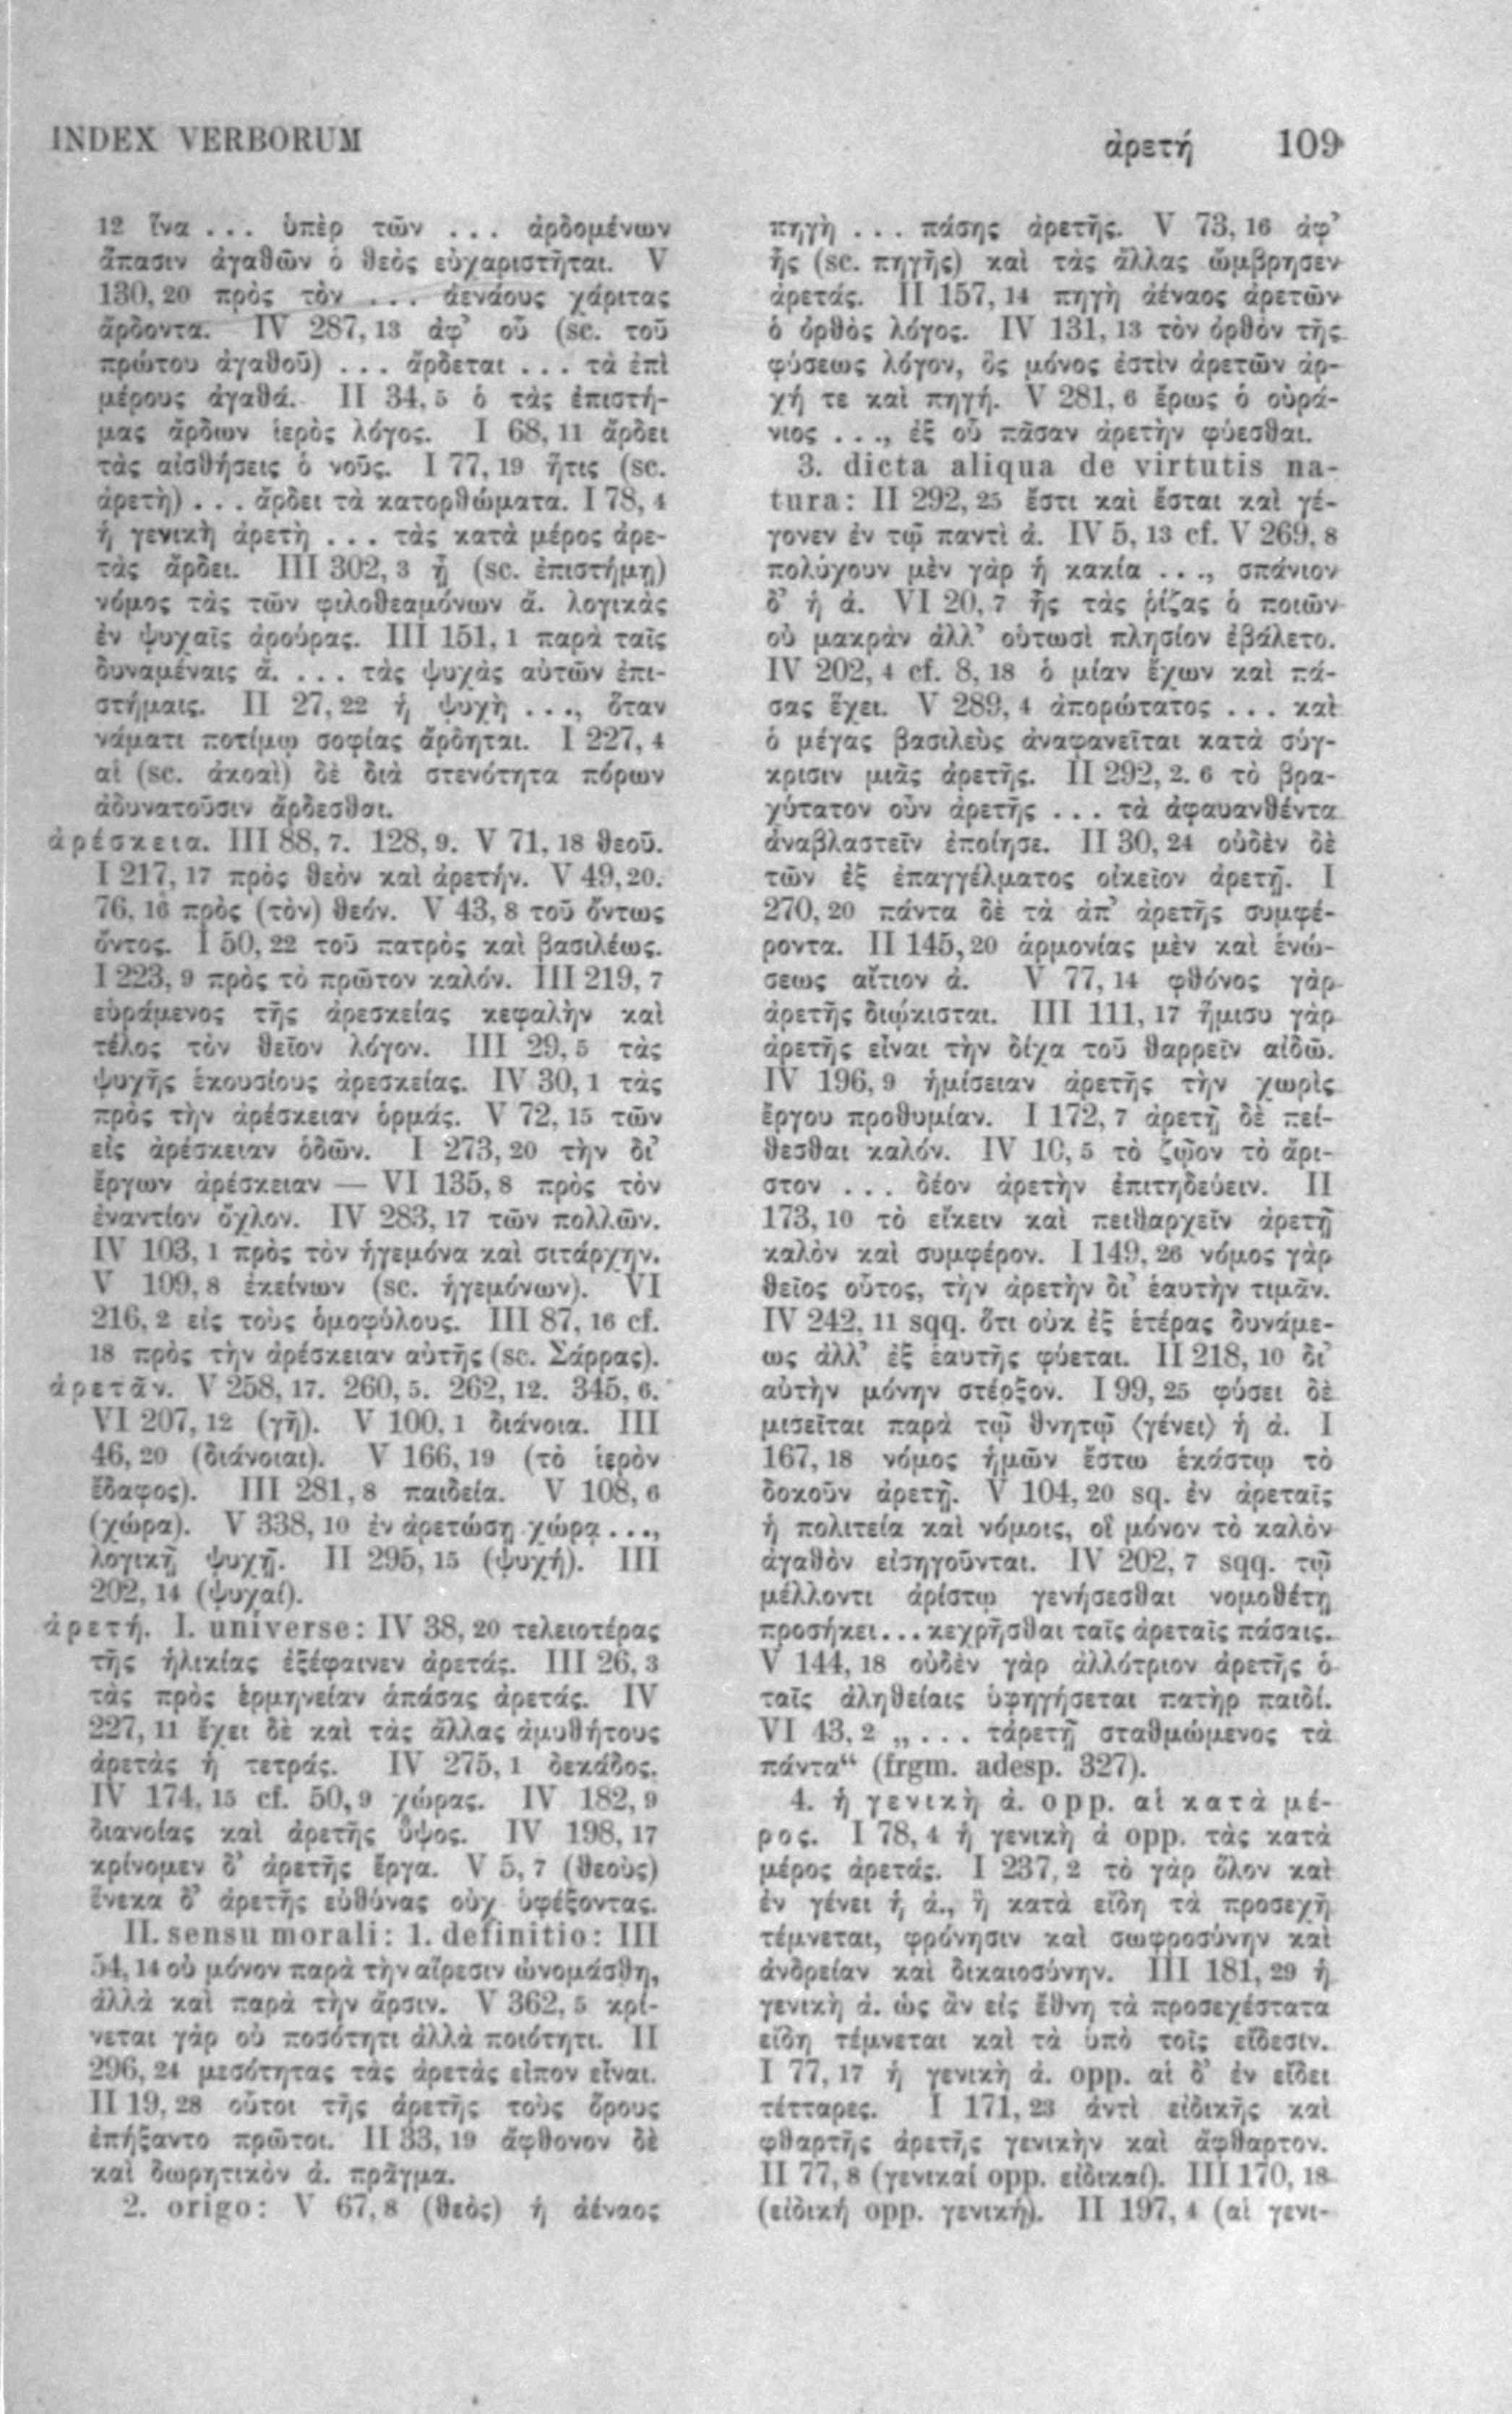 INDEX VERBORUM
ἀρετή 109
12 ἵνα . . . ὑπὲρ τῶν . . . ἀρδομένων
ἅπασιν ἀγαθῶν ὁ θεὸς εὐχαριστῆται. V
130, 20 πρὸς τὸν . . . ἀενάους χάριτας
ἄρδοντα. IV 287, 13 ἀφ’ οὗ (sc. τοῦ
πρώτου ἀγαθοῦ) . . . ἄρδεται . . . τὰ ἐπὶ
μέρους ἀγαθά. II 34, 5 ὁ τὰς ἐπιστή-
μας ἄρδων ἱερὸς λόγος. I 68, 11 ἄρδει
τὰς αἰσθήσεις ὁ νοῦς. I 77, 19 ἥτις (sc.
ἀρετὴ) . . . ἄρδει τὰ κατορθώματα. I 78, 4
ἡ γενικὴ ἀρετὴ . . . τὰς κατὰ μέρος ἀρε-
τὰς ἄρδει. III 302, 3 ᾗ (sc. ἐπιστήμῃ)
νόμος τὰς τῶν φιλοθεαμόνων ἄ. λογικὰς
ἐν ψυχαῖς ἀρούρας. III 151, 1 παρὰ ταῖς
δυναμέναις ἄ. . . . τὰς ψυχὰς αὐτῶν ἐπι-
στήμαις. II 27, 22 ἡ ψυχὴ . . ., ὅταν
νάματι ποτίμῳ σοφίας ἄρδηται. I 227, 4
αἱ (sc. ἀκοαὶ) δὲ διὰ στενότητα πόρων
ἀδυνατοῦσιν ἄρδεσθαι.
ἀρέσκεια. III 88, 7. 128, 9. V 71, 18 θεοῦ.
I 217, 17 πρὸς θεὸν καὶ ἀρετήν. V 49, 20.
76, 16 πρὸς (τὸν) θεόν. V 43, 8 τοῦ ὄντως
ὄντος. I 50, 22 τοῦ πατρὸς καὶ βασιλέως.
I 223, 9 πρὸς τὸ πρῶτον καλόν. III 219, 7
εὑράμενος τῆς ἀρεσκείας κεφαλὴν καὶ
τέλος τὸν θεῖον λόγον. III 29, 5 τὰς
ψυχῆς ἑκουσίους ἀρεσκείας. IV 30, 1 τὰς
πρὸς τὴν ἀρέσκειαν ὁρμάς. V 72, 15 τῶν
εἰς ἀρέσκειαν ὁδῶν. I 273, 20 τὴν δι’
ἔργων ἀρέσκειαν — VI 135, 8 πρὸς τὸν
ἐναντίον ὄχλον. IV 283, 17 τῶν πολλῶν.
IV 103, 1 πρὸς τὸν ἡγεμόνα καὶ σιτάρχην.
V 109, 8 ἐκείνων (sc. ἡγεμόνων). VI
216, 2 εἰς τοὺς ὁμοφύλους. III 87, 16 cf.
18 πρὸς τὴν ἀρέσκειαν αὐτῆς (sc. Σάρρας).
ἀρετᾶν. V 258, 17. 260, 5. 262, 12. 345, 6.
VI 207, 12 (γῆ). V 100, 1 διάνοια. III
46, 20 (διάνοιαι). V 166, 19 (τὸ ἱερὸν
ἔδαφος). III 281, 8 παιδεία. V 108, 6
(χώρα). V 338, 10 ἐν ἀρετώσῃ χώρᾳ . . .,
λογικῇ ψυχῇ. II 295, 15 (ψυχή). III
202, 14 (ψυχαί).
ἀρετή. I. universe: IV 38, 20 τελειοτέρας
τῆς ἡλικίας ἐξέφαινεν ἀρετάς. III 26, 3
τὰς πρὸς ἑρμηνείαν ἁπάσας ἀρετάς. IV
227, 11 ἔχει δὲ καὶ τὰς ἄλλας ἀμυθήτους
ἀρετὰς ἡ τετράς. IV 275, 1 δεκάδος.
IV 174, 15 cf. 50, 9 χώρας. IV 182, 9
διανοίας καὶ ἀρετῆς ὕψος. IV 198, 17
κρίνομεν δ’ ἀρετῆς ἔργα. V 5, 7 (θεοὺς)
ἕνεκα δ’ ἀρετῆς εὐθύνας οὐχ ὑφέξοντας.
II. sensu morali: 1. definitio: III
54, 14 οὐ μόνον παρὰ τὴν αἵρεσιν ὠνομάσθη,
ἀλλὰ καὶ παρὰ τὴν ἄρσιν. V 362, 5 κρί-
νεται γὰρ οὐ ποσότητι ἀλλὰ ποιότητι. II
296, 24 μεσότητας τὰς ἀρετὰς εἶπον εἶναι.
II 19, 28 οὗτοι τῆς ἀρετῆς τοὺς ὅρους
ἐπήξαντο πρῶτοι. II 33, 19 ἄφθονον δὲ
καὶ δωρητικὸν ἀ. πρᾶγμα.
2. origo: V 67, 8 (θεὸς) ἡ ἀέναος
πηγὴ . . . πάσης ἀρετῆς. V 73, 16 ἀφ’
ἧς (sc. πηγῆς) καὶ τὰς ἄλλας ὤμβρησεν
ἀρετάς. II 157, 14 πηγὴ ἀέναος ἀρετῶν
ὁ ὀρθὸς λόγος. IV 131, 13 τὸν ὀρθὸν τῆς
φύσεως λόγον, ὃς μόνος ἐστὶν ἀρετῶν ἀρ-
χή τε καὶ πηγή. V 281, 6 ἔρως ὁ οὐρά-
νιος . . ., ἐξ οὗ πᾶσαν ἀρετὴν φύεσθαι.
3. dicta aliqua de virtutis na-
tura: II 292, 25 ἔστι καὶ ἔσται καὶ γέ-
γονεν ἐν τῷ παντὶ ἀ. IV 5, 13 cf. V 269, 8
πολύχουν μὲν γὰρ ἡ κακία . . ., σπάνιον
δ’ ἡ ἀ. VI 20, 7 ἧς τὰς ῥίζας ὁ ποιῶν
οὐ μακρὰν ἀλλ’ οὑτωσὶ πλησίον ἐβάλετο.
IV 202, 4 cf. 8, 18 ὁ μίαν ἔχων καὶ πά-
σας ἔχει. V 289, 4 ἀπορώτατος . . . καὶ
ὁ μέγας βασιλεὺς ἀναφανεῖται κατὰ σύγ-
κρισιν μιᾶς ἀρετῆς. II 292, 2. 6 τὸ βρα-
χύτατον οὖν ἀρετῆς . . . τὰ ἀφαυανθέντα
ἀναβλαστεῖν ἐποίησε. II 30, 24 οὐδὲν δὲ
τῶν ἐξ ἐπαγγέλματος οἰκεῖον ἀρετῇ. I
270, 20 πάντα δὲ τὰ ἀπ’ ἀρετῆς συμφέ-
ροντα. II 145, 20 ἁρμονίας μὲν καὶ ἑνώ-
σεως αἴτιον ἀ. V 77, 14 φθόνος γὰρ
ἀρετῆς διῴκισται. III 111, 17 ἥμισυ γὰρ
ἀρετῆς εἶναι τὴν δίχα τοῦ θαρρεῖν αἰδῶ.
IV 196, 9 ἡμίσειαν ἀρετῆς τὴν χωρὶς
ἔργου προθυμίαν. I 172, 7 ἀρετῇ δὲ πεί-
θεσθαι καλόν. IV 10, 5 τὸ ζῷον τὸ ἄρι-
στον . . . δέον ἀρετὴν ἐπιτηδεύειν. II
173, 10 τὸ εἴκειν καὶ πειθαρχεῖν ἀρετῇ
καλὸν καὶ συμφέρον. I 149, 26 νόμος γὰρ
θεῖος οὗτος, τὴν ἀρετὴν δι’ ἑαυτὴν τιμᾶν.
IV 242, 11 sqq. ὅτι οὐκ ἐξ ἑτέρας δυνάμε-
ως ἀλλ’ ἐξ ἑαυτῆς φύεται. II 218, 10 δι’
αὐτὴν μόνην στέρξον. I 99, 25 φύσει δὲ
μισεῖται παρὰ τῷ θνητῷ ⟨γένει⟩ ἡ ἀ. I
167, 18 νόμος ἡμῶν ἔστω ἑκάστῳ τὸ
δοκοῦν ἀρετῇ. V 104, 20 sq. ἐν ἀρεταῖς
ἡ πολιτεία καὶ νόμοις, οἳ μόνον τὸ καλὸν
ἀγαθὸν εἰσηγοῦνται. IV 202, 7 sqq. τῷ
μέλλοντι ἀρίστῳ γενήσεσθαι νομοθέτῃ
προσήκει . . . κεχρῆσθαι ταῖς ἀρεταῖς πάσαις.
V 144, 18 οὐδὲν γὰρ ἀλλότριον ἀρετῆς ὁ
ταῖς ἀληθείαις ὑφηγήσεται πατὴρ παιδί.
VI 43, 2 „ . . . τἀρετῇ σταθμώμενος τὰ
πάντα“ (frgm. adesp. 327).
4. ἡ γενικὴ ἀ. opp. αἱ κατὰ μέ-
ρος. I 78, 4 ἡ γενικὴ ἀ opp. τὰς κατὰ
μέρος ἀρετάς. I 237, 2 τὸ γὰρ ὅλον καὶ
ἐν γένει ἡ ἀ., ἣ κατὰ εἴδη τὰ προσεχῆ
τέμνεται, φρόνησιν καὶ σωφροσύνην καὶ
ἀνδρείαν καὶ δικαιοσύνην. III 181, 29 ἡ
γενικὴ ἀ. ὡς ἂν εἰς ἔθνη τὰ προσεχέστατα
εἴδη τέμνεται καὶ τὰ ὑπὸ τοῖς εἴδεσιν.
I 77, 17 ἡ γενικὴ ἀ. opp. αἱ δ’ ἐν εἴδει
τέτταρες. I 171, 23 ἀντὶ εἰδικῆς καὶ
φθαρτῆς ἀρετῆς γενικὴν καὶ ἄφθαρτον.
II 77, 8 (γενικαί opp. εἰδικαί). III 170, 18
(εἰδική opp. γενική). II 197, 4 (αἱ γενι-